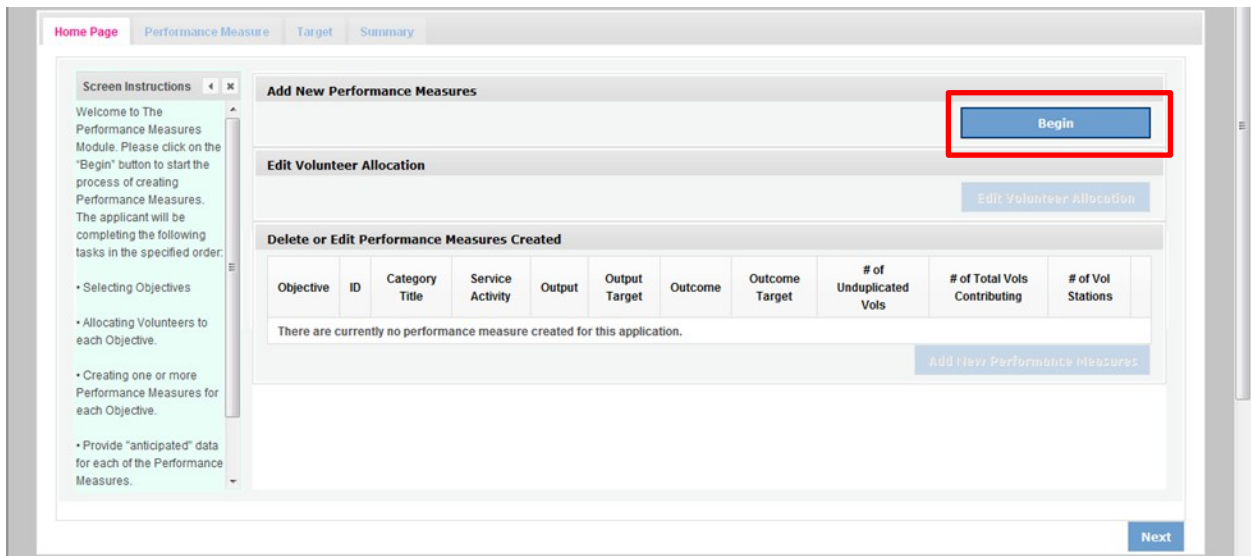 Home Page Performance Measure Target Summary
Screen Instructions
Welcome to The
Performance Measures
Module. Please click on the
"Begin" button to start the
process of creating
Performance Measures.
The applicant will be
completing the following
tasks in the specified order:
• Selecting Objectives
• Allocating Volunteers to
each Objective.
• Creating one or more
Performance Measures for
each Objective.
• Provide "anticipated" data
for each of the Performance
Measures.
Add New Performance Measures
Begin
Edit Volunteer Allocation
Edit Volunteer Allocation
Delete or Edit Performance Measures Created
Objective ID Category Title Service Activity Output Output Target Outcome Outcome Target # of Unduplicated Vols # of Total Vols Contributing # of Vol Stations
There are currently no performance measure created for this application.
Add New Performance Measures
Next